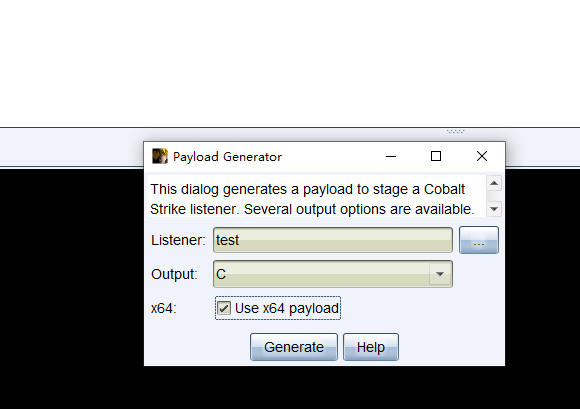 Payload Generator
This dialog generates a payload to stage a Cobalt
Strike listener. Several output options are available.
Listener: test ...
Output: C
x64: Use x64 payload
Generate Help